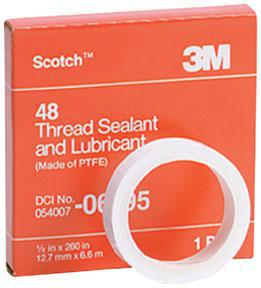 Scotch™ 3M
48
Thread Sealant
and Lubricant
(Made of PTFE)
DCI No.
054007
½ in x 260 in
12.7 mm x 6.6 m